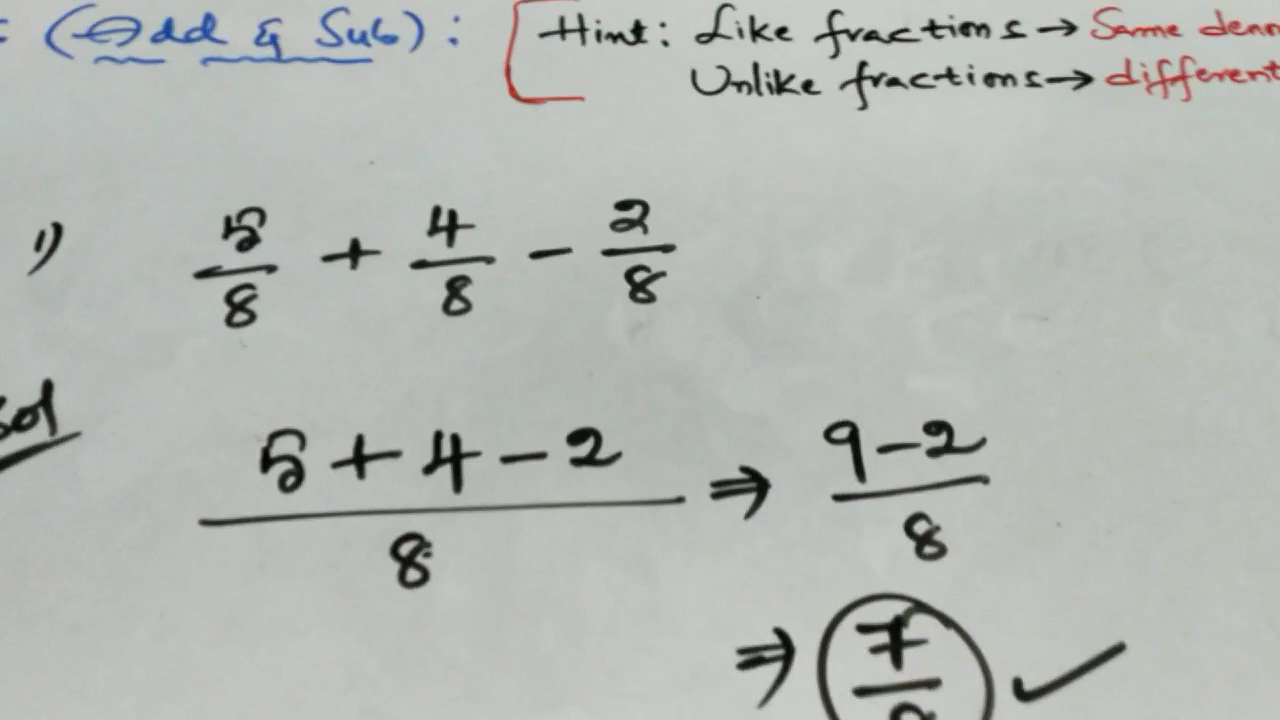 : (Add & Sub) : Hint: Like fractions → Same
Unlike fractions → different
1) 5/8 + 4/8 - 2/8
Sol
5+4-2/8 ⇒ 9-2/8
⇒ 7/8 ✓